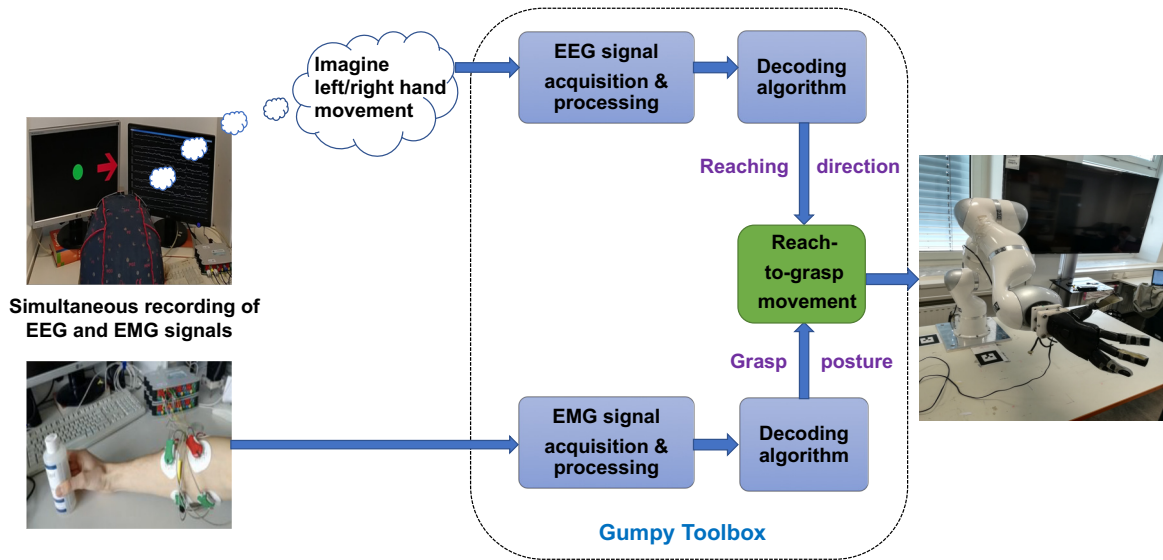 Imagine
left/right hand
movement
EEG signal
acquisition &
processing
Decoding
algorithm
Reaching direction
Simultaneous recording of
EEG and EMG signals
Reach-
to-grasp
movement
Grasp posture
EMG signal
acquisition &
processing
Decoding
algorithm
Gumpy Toolbox